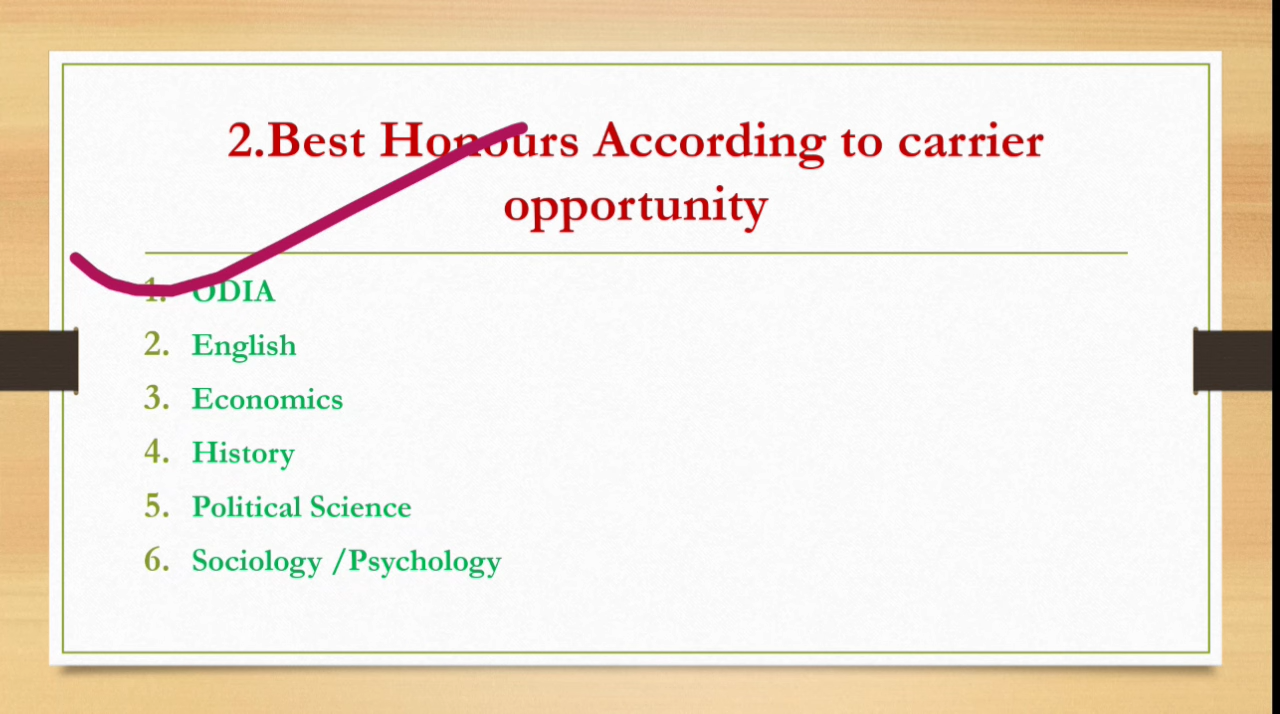 2.Best Honours According to carrier
opportunity
1. ODIA
2. English
3. Economics
4. History
5. Political Science
6. Sociology /Psychology